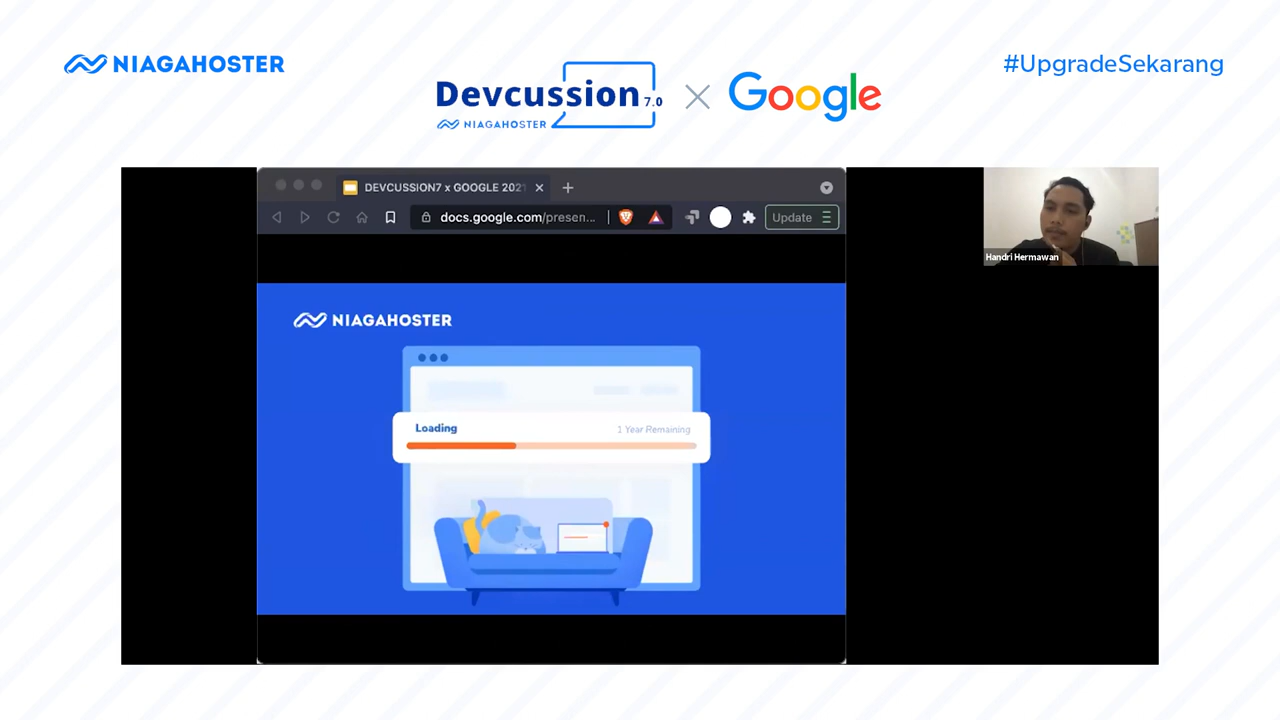 NIAGAHOSTER
#UpgradeSekarang
Devcussion 7.0
NIAGAHOSTER
Google
DEVCUSSION7 x GOOGLE 2021
docs.google.com/presen...
Update
Handri Hermawan
NIAGAHOSTER
Loading
1 Year Remaining